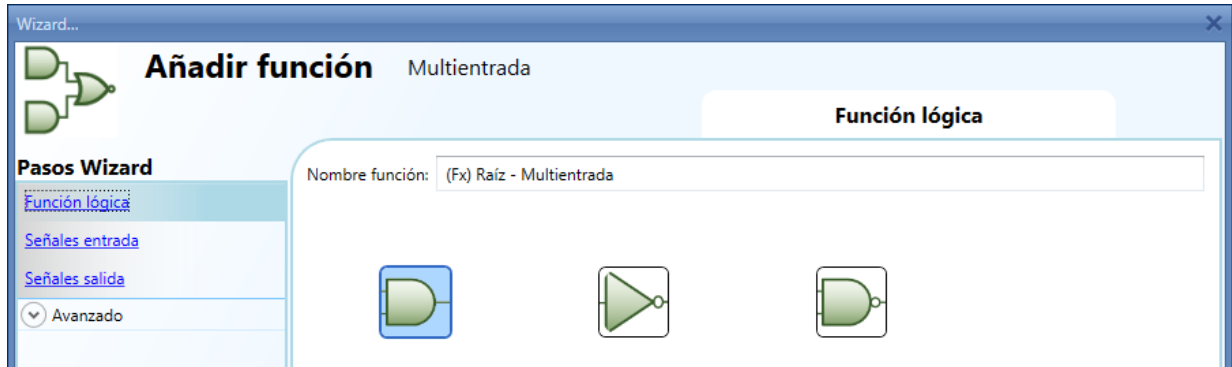 Wizard...
Añadir función Multientrada
Función lógica
Pasos Wizard
Nombre función: (Fx) Raíz - Multientrada
Función lógica
Señales entrada
Señales salida
Avanzado